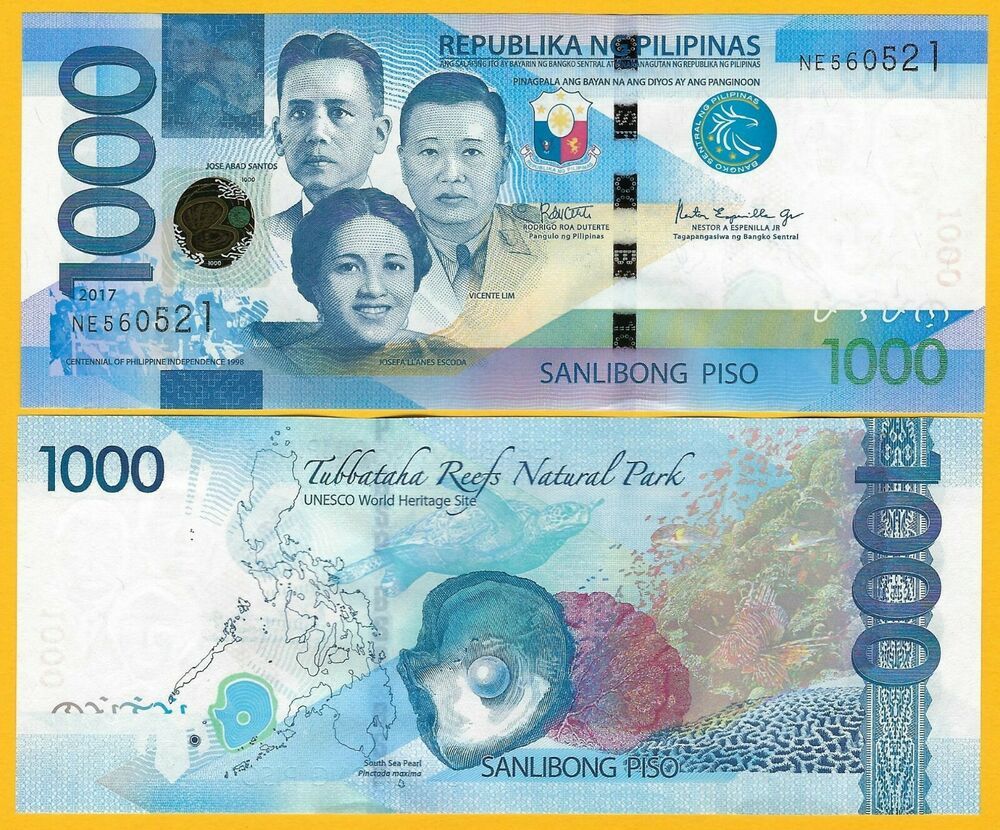 REPUBLIKA NG PILIPINAS
ANG SALAPING ITO AY BAYARIN NG BANGKO SENTRAL AT PINANAGUTAN NG REPUBLIKA NG PILIPINAS
PINAGPALA ANG BAYAN NA ANG DIYOS AY ANG PANGINOON
NE560521
1000
BANGKO SENTRAL NG PILIPINAS
JOSE ABAD SANTOS
1000
1000
RODRIGO ROA DUTERTE
Pangulo ng Pilipinas
NESTOR A ESPENILLA JR
Tagapangasiwa ng Bangko Sentral
VICENTE LIM
2017
NE560521
CENTENNIAL OF PHILIPPINE INDEPENDENCE 1998
JOSEFA LLANES ESCODA
SANLIBONG PISO
1000
1000
Tubbataha Reefs Natural Park
UNESCO World Heritage Site
1000
South Sea Pearl
Pinctada maxima
SANLIBONG PISO